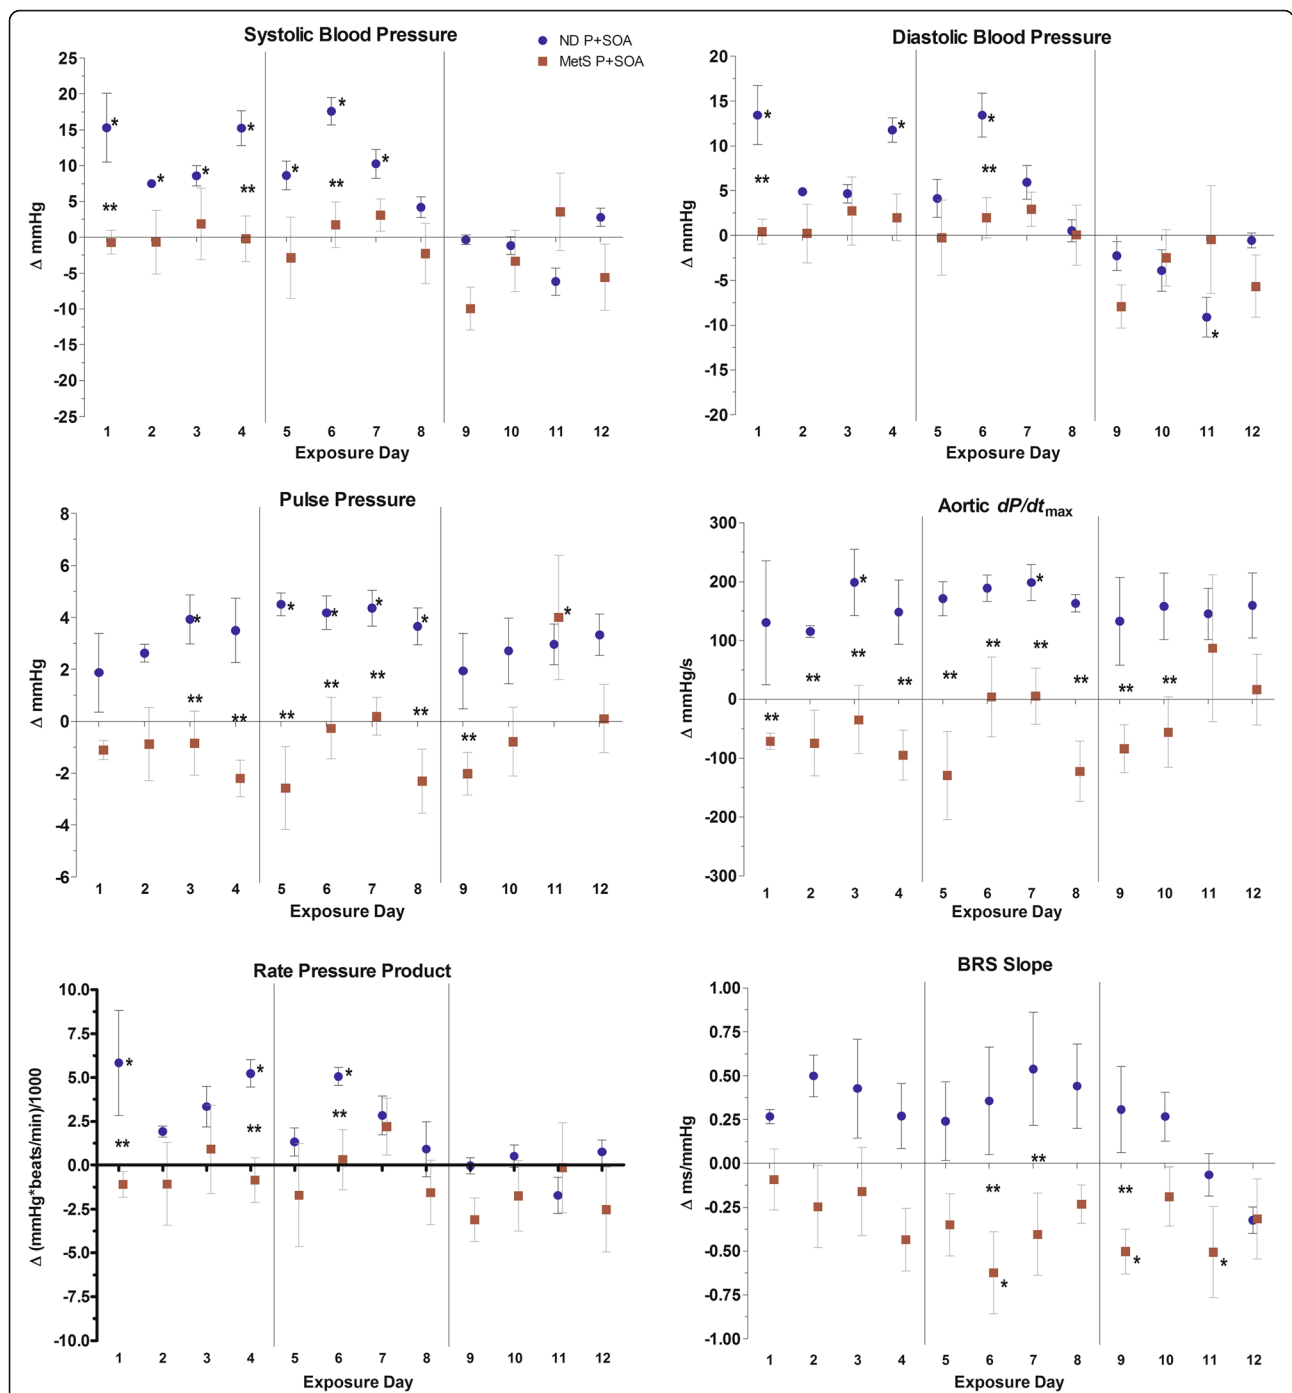 Systolic Blood Pressure
ND P+SOA
MetS P+SOA
25
20
15
10
5
0
-5
-10
-15
-20
-25
Δ mmHg
* * * * * * *
** ** **
1 2 3 4 5 6 7 8 9 10 11 12
Exposure Day
Diastolic Blood Pressure
20
15
10
5
0
-5
-10
-15
-20
Δ mmHg
* * * *
** **
1 2 3 4 5 6 7 8 9 10 11 12
Exposure Day
Pulse Pressure
8
6
4
2
0
-2
-4
-6
Δ mmHg
* * * * * *
** ** ** ** ** ** **
1 2 3 4 5 6 7 8 9 10 11 12
Exposure Day
Aortic dP/dtmax
300
200
100
0
-100
-200
-300
Δ mmHg/s
* *
** ** ** ** ** ** ** ** ** **
1 2 3 4 5 6 7 8 9 10 11 12
Exposure Day
Rate Pressure Product
10.0
7.5
5.0
2.5
0.0
-2.5
-5.0
-7.5
-10.0
Δ (mmHg*beats/min)/1000
* * *
** ** **
1 2 3 4 5 6 7 8 9 10 11 12
Exposure Day
BRS Slope
1.00
0.75
0.50
0.25
0.00
-0.25
-0.50
-0.75
-1.00
Δ ms/mmHg
** ** **
* * *
1 2 3 4 5 6 7 8 9 10 11 12
Exposure Day